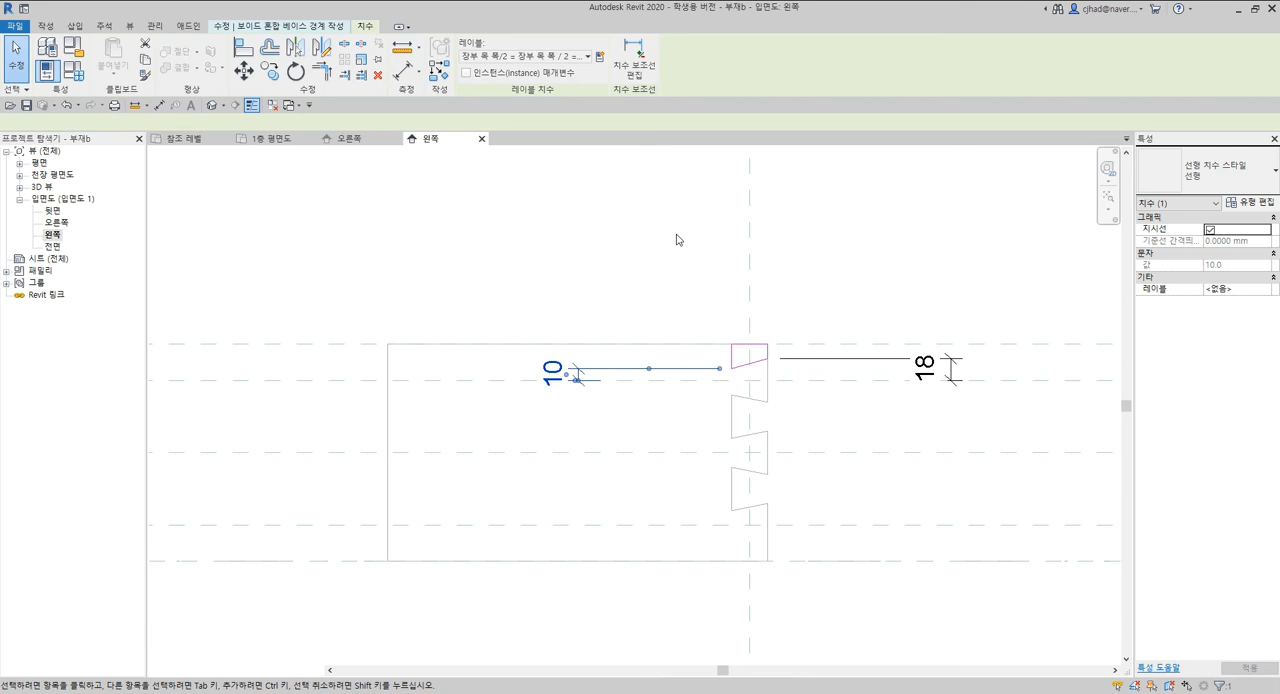 Autodesk Revit 2020 - 학생용 버전 - 부재b - 입면도: 왼쪽
cjhad@naver....
파일 작성 삽입 주석 뷰 관리 애드인 수정 | 보이드 혼합 베이스 경계 작성 치수
수정
붙여넣기
절단
결합
레이블:
장부 목 폭/2 = 장부 목 폭 / 2 =...
인스턴스(Instance) 매개변수
치수 보조선
편집
선택 특성 클립보드 형상 수정 측정 작성 레이블 치수 치수 보조선
프로젝트 탐색기 - 부재b
참조 레벨 1층 평면도 오른쪽 왼쪽
특성
뷰 (전체)
평면
천장 평면도
3D 뷰
입면도 (입면도 1)
뒷면
오른쪽
왼쪽
전면
시트 (전체)
패밀리
그룹
Revit 링크
10
18
선형 치수 스타일
선형
치수 (1) 유형 편집
그래픽
지시선
기준선 간격띄... 0.0000 mm
문자
값 10.0
기타
레이블 <없음>
특성 도움말 적용
선택하려면 항목을 클릭하고, 다른 항목을 선택하려면 Tab 키, 추가하려면 Ctrl 키, 선택 취소하려면 Shift 키를 누르십시오.
:1